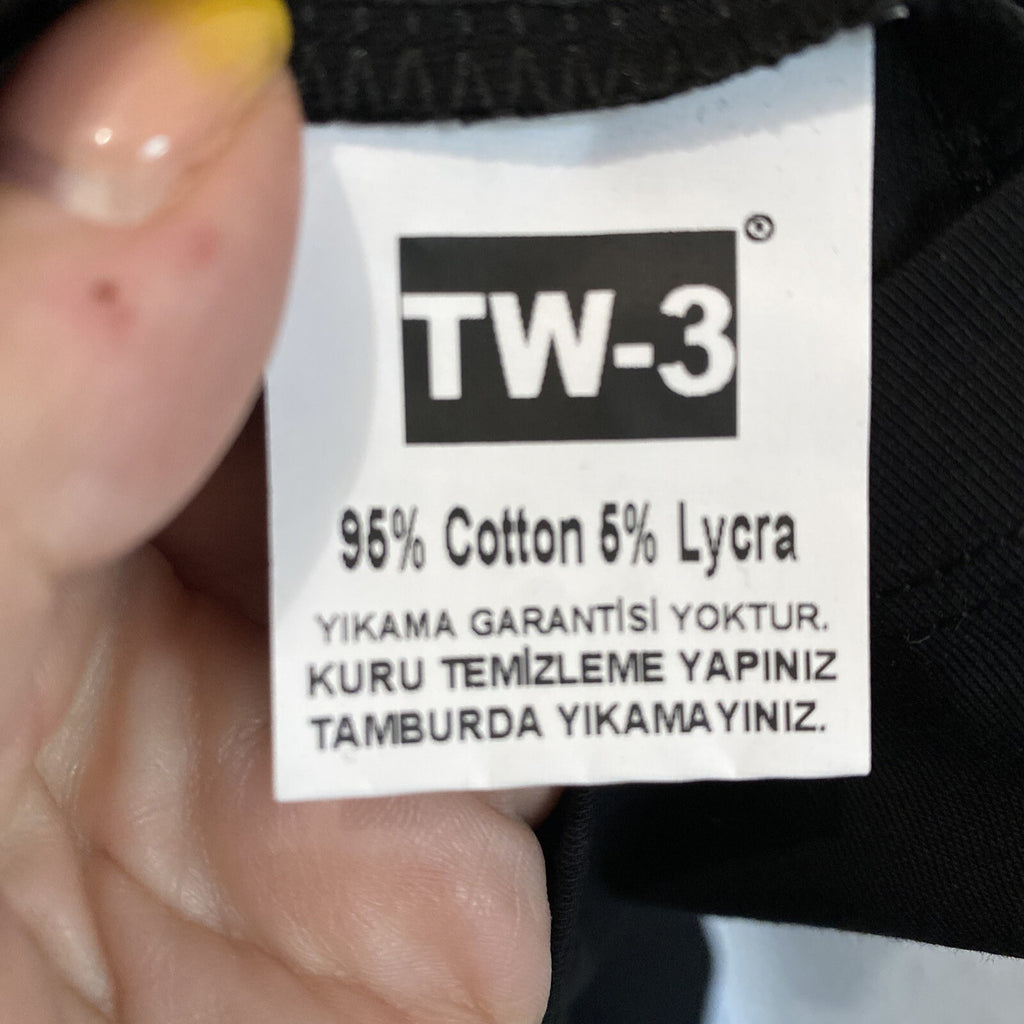 TW-3®
95% Cotton 5% Lycra
YIKAMA GARANTİSİ YOKTUR.
KURU TEMİZLEME YAPINIZ
TAMBURDA YIKAMAYINIZ.